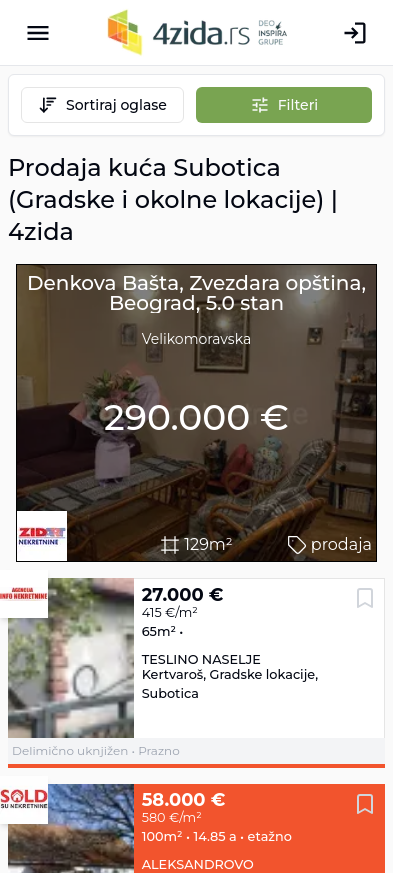 4zida.rs
DEO
INSPIRA
GRUPE
Sortiraj oglase
Filteri
Prodaja kuća Subotica
(Gradske i okolne lokacije) |
4zida
Denkova Bašta, Zvezdara opština,
Beograd, 5.0 stan
Velikomoravska
290.000 €
ZID
NEKRETNINE
129m²
prodaja
AGENCIJA
INFO NEKRETNINE
27.000 €
415 €/m²
65m² •
TESLINO NASELJE
Kertvaroš, Gradske lokacije,
Subotica
Delimično uknjižen • Prazno
SOLD
SU NEKRETNINE
58.000 €
580 €/m²
100m² • 14.85 a • etažno
ALEKSANDROVO